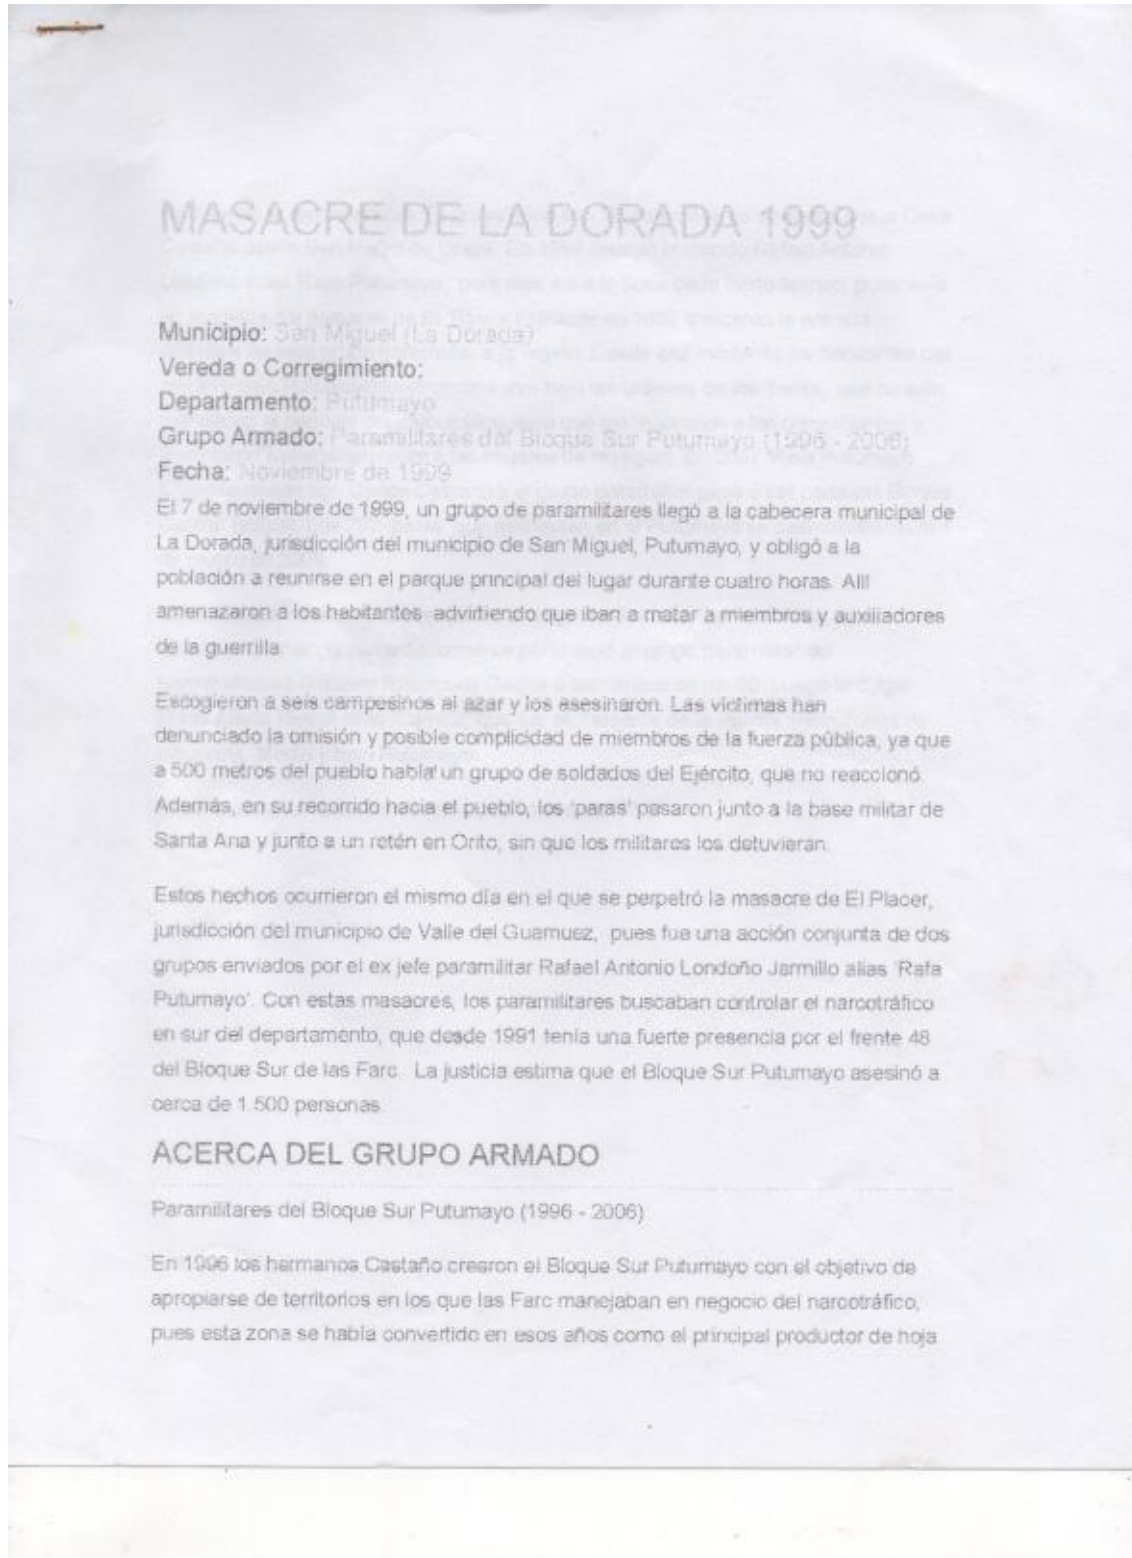 MASACRE DE LA DORADA 1999
Municipio: San Miguel (La Dorada)
Vereda o Corregimiento:
Departamento: Putumayo
Grupo Armado: Paramilitares del Bloque Sur Putumayo (1996 - 2006)
Fecha: Noviembre de 1999
El 7 de noviembre de 1999, un grupo de paramilitares llegó a la cabecera municipal de
La Dorada, jurisdicción del municipio de San Miguel, Putumayo, y obligó a la
población a reunirse en el parque principal del lugar durante cuatro horas. Allí
amenazaron a los habitantes advirtiendo que iban a matar a miembros y auxiliadores
de la guerrilla.
Escogieron a seis campesinos al azar y los asesinaron. Las víctimas han
denunciado la omisión y posible complicidad de miembros de la fuerza pública, ya que
a 500 metros del pueblo había un grupo de soldados del Ejército, que no reaccionó.
Además, en su recorrido hacia el pueblo, los 'paras' pasaron junto a la base militar de
Santa Ana y junto a un retén en Orito, sin que los militares los detuvieran.
Estos hechos ocurrieron el mismo día en el que se perpetró la masacre de El Placer,
jurisdicción del municipio de Valle del Guamuez, pues fue una acción conjunta de dos
grupos enviados por el ex jefe paramilitar Rafael Antonio Londoño Jarmillo alias 'Rafa
Putumayo'. Con estas masacres, los paramilitares buscaban controlar el narcotráfico
en sur del departamento, que desde 1991 tenía una fuerte presencia por el frente 48
del Bloque Sur de las Farc. La justicia estima que el Bloque Sur Putumayo asesinó a
cerca de 1.500 personas.
ACERCA DEL GRUPO ARMADO
Paramilitares del Bloque Sur Putumayo (1996 - 2006)
En 1996 los hermanos Castaño crearon el Bloque Sur Putumayo con el objetivo de
apropiarse de territorios en los que las Farc manejaban en negocio del narcotráfico,
pues esta zona se había convertido en esos años como el principal productor de hoja